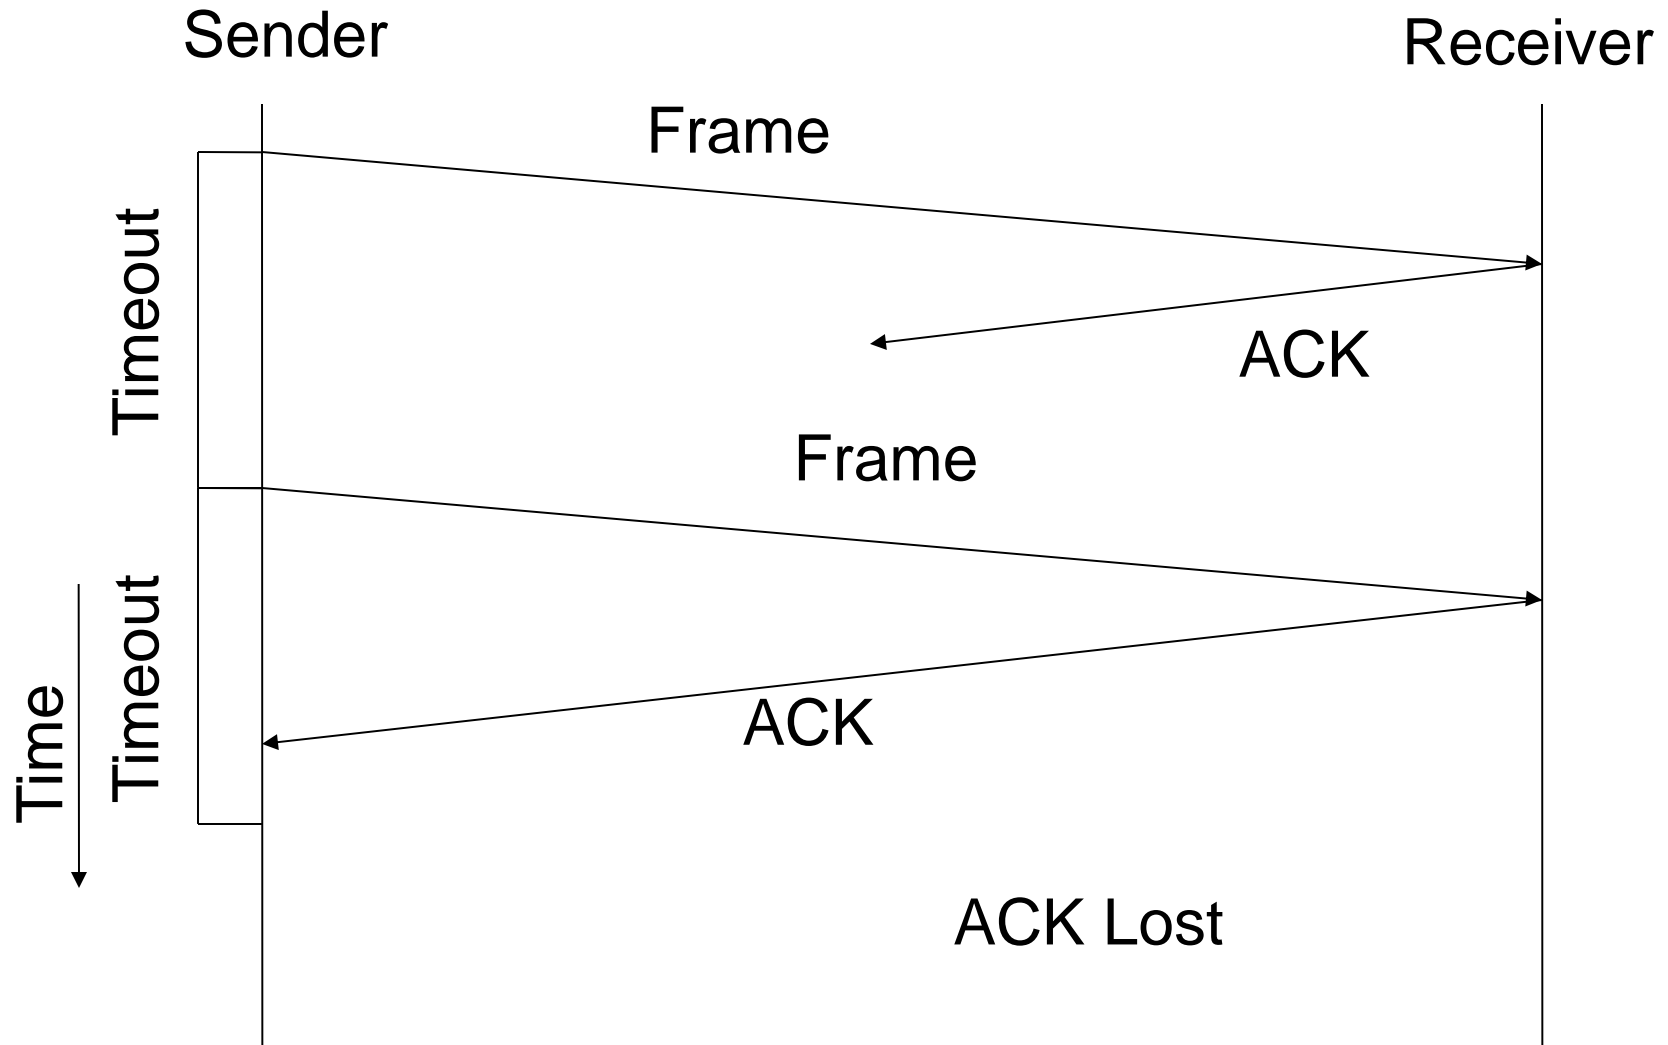 Sender
Receiver
Frame
Timeout
ACK
Frame
Timeout
Time
ACK
ACK Lost